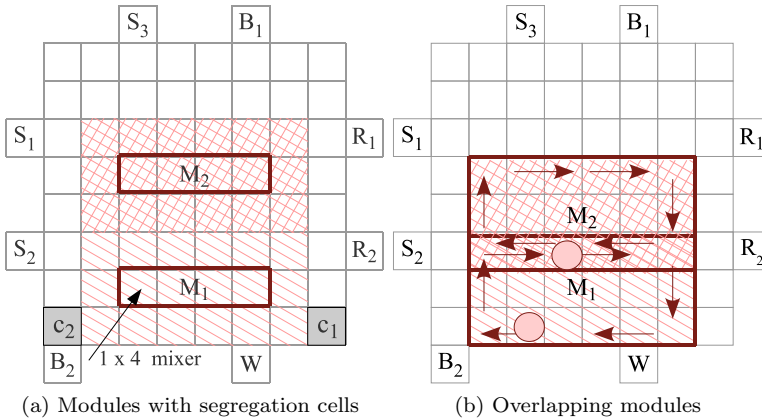 S₃ B₁ S₃ B₁
S₁ R₁ S₁ R₁
M₂
M₂
S₂ R₂ S₂ R₂
M₁ M₁
c₂ c₁
B₂ 1 x 4 mixer W B₂ W
(a) Modules with segregation cells (b) Overlapping modules